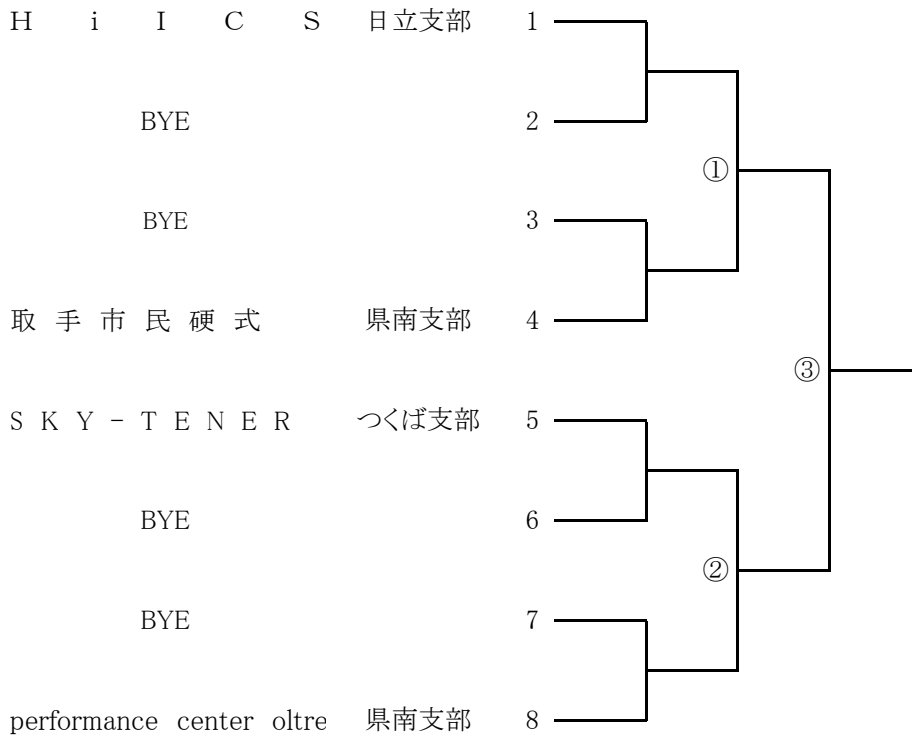 H i I C S 日立支部 1
BYE 2
①
BYE 3
取手市民硬式 県南支部 4
③
SKY-TENER つくば支部 5
BYE 6
②
BYE 7
performance center oltre 県南支部 8